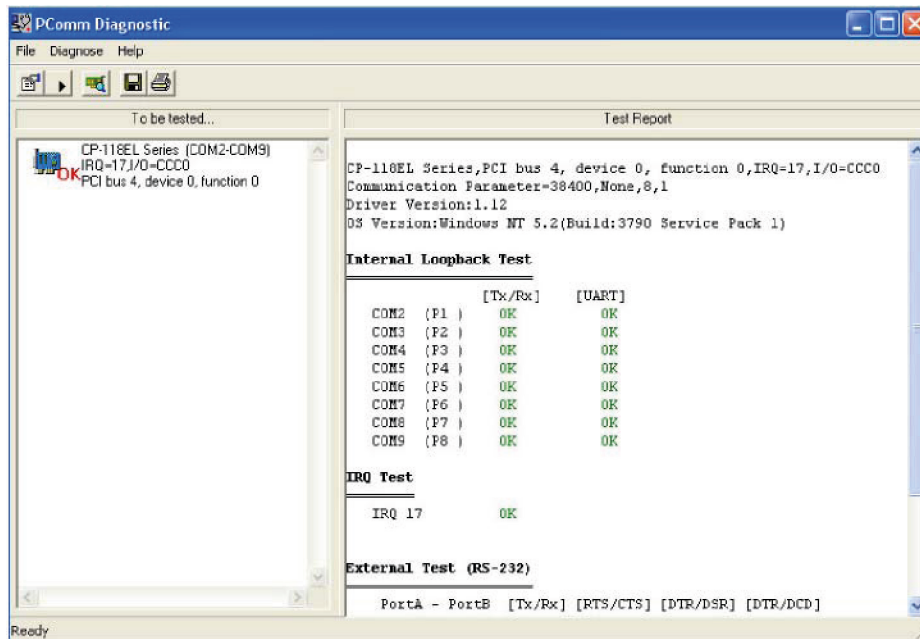 PComm Diagnostic
File Diagnose Help
To be tested...
CP-118EL Series (COM2-COM9)
IRQ=17,I/O=CCC0
PCI bus 4, device 0, function 0
OK
Test Report
CP-118EL Series,PCI bus 4, device 0, function 0,IRQ=17,I/O=CCC0
Communication Parameter=38400,None,8,1
Driver Version:1.12
OS Version:Windows NT 5.2(Build:3790 Service Pack 1)
Internal Loopback Test
[Tx/Rx] [UART]
COM2 (P1 ) OK OK
COM3 (P2 ) OK OK
COM4 (P3 ) OK OK
COM5 (P4 ) OK OK
COM6 (P5 ) OK OK
COM7 (P6 ) OK OK
COM8 (P7 ) OK OK
COM9 (P8 ) OK OK
IRQ Test
IRQ 17 OK
External Test (RS-232)
PortA - PortB [Tx/Rx] [RTS/CTS] [DTR/DSR] [DTR/DCD]
Ready